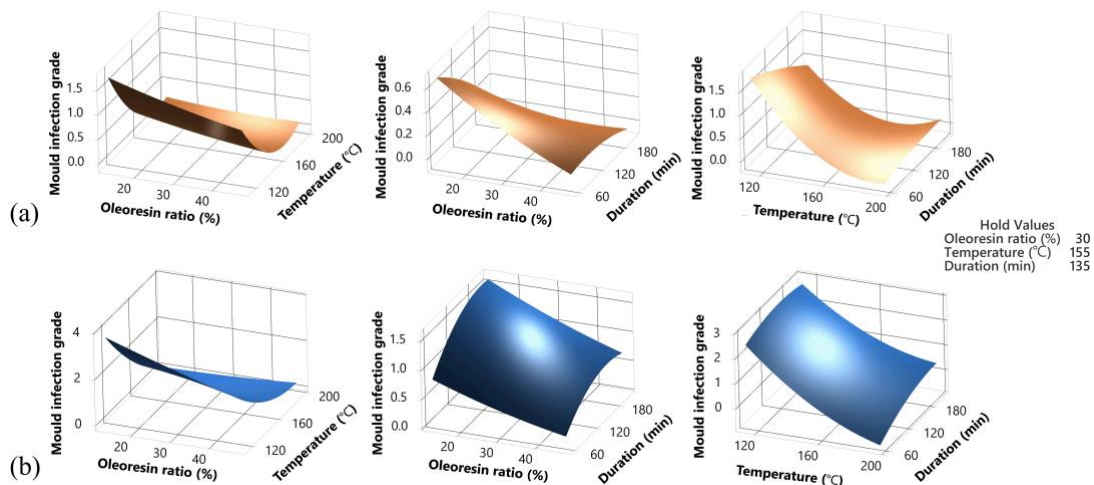 Mould infection grade
1.5
1.0
0.5
0.0
20
30
40
Oleoresin ratio (%)
120
160
200
Temperature (℃)
Mould infection grade
0.6
0.4
0.2
0.0
20
30
40
Oleoresin ratio (%)
60
120
180
Duration (min)
Mould infection grade
1.5
1.0
0.5
0.0
120
160
200
Temperature (℃)
60
120
180
Duration (min)
(a)
Hold Values
Oleoresin ratio (%) 30
Temperature (℃) 155
Duration (min) 135
Mould infection grade
4
2
0
20
30
40
Oleoresin ratio (%)
120
160
200
Temperature (℃)
Mould infection grade
1.5
1.0
0.5
0.0
20
30
40
Oleoresin ratio (%)
60
120
180
Duration (min)
Mould infection grade
3
2
1
0
120
160
200
Temperature (℃)
60
120
180
Duration (min)
(b)